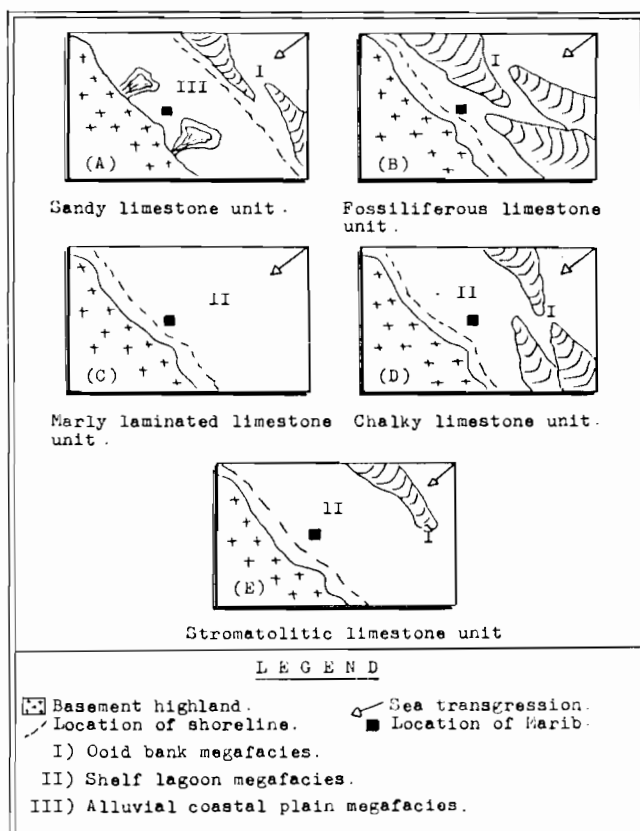 III
I
(A)
Sandy limestone unit.
I
(B)
Fossiliferous limestone
unit.
II
(C)
Marly laminated limestone
unit.
II
I
(D)
Chalky limestone unit.
II
I
(E)
Stromatolitic limestone unit
LEGEND
Basement highland.
Sea transgression.
Location of shoreline.
Location of Marib.
I) Ooid bank megafacies.
II) Shelf lagoon megafacies.
III) Alluvial coastal plain megafacies.